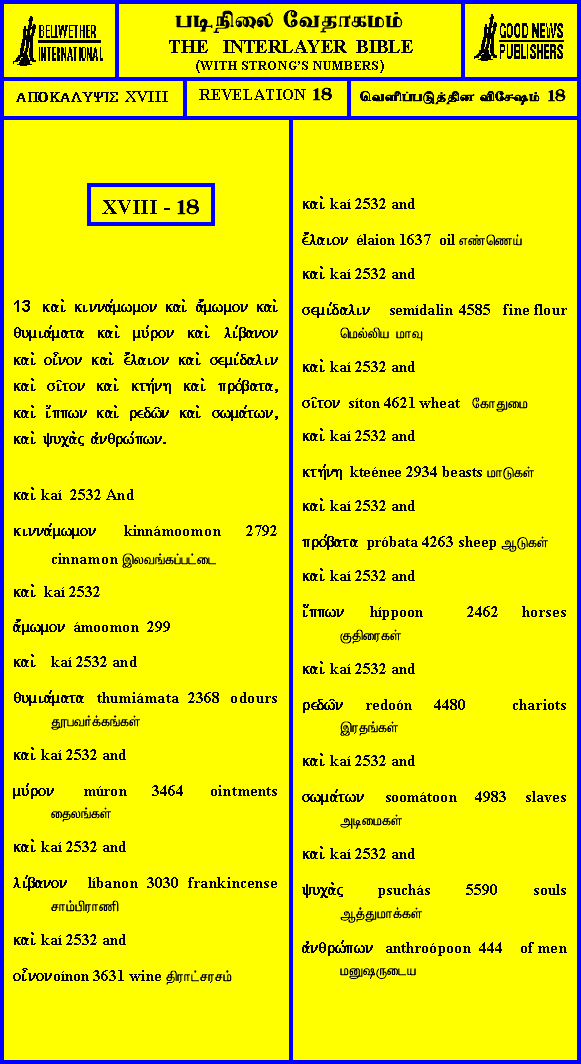 BELLWETHER
INTERNATIONAL
படிநிலை வேதாகமம்
THE INTERLAYER BIBLE
(WITH STRONG'S NUMBERS)
GOOD NEWS
PUBLISHERS
ΑΠΟΚΑΛΥΨΙΣ XVIII
REVELATION 18
வெளிப்படுத்தின விசேஷம் 18
XVIII - 18
13 καὶ κιννάμωμον καὶ ἄμωμον καὶ
θυμιάματα καὶ μύρον καὶ λίβανον
καὶ οἶνον καὶ ἔλαιον καὶ σεμίδαλιν
καὶ σῖτον καὶ κτήνη καὶ πρόβατα,
καὶ ἵππων καὶ ρεδῶν καὶ σωμάτων,
καὶ ψυχὰς ἀνθρώπων.
καὶ kaí 2532 And
κιννάμωμον kinnámoomon 2792
cinnamon இலவங்கப்பட்டை
καὶ kaí 2532
ἄμωμον ámoomon 299
καὶ kaí 2532 and
θυμιάματα thumiámata 2368 odours
தூபவர்க்கங்கள்
καὶ kaí 2532 and
μύρον múron 3464 ointments
தைலங்கள்
καὶ kaí 2532 and
λίβανον líbanon 3030 frankincense
சாம்பிராணி
καὶ kaí 2532 and
οἶνον oínon 3631 wine திராட்சரசம்
καὶ kaí 2532 and
ἔλαιον élaion 1637 oil எண்ணெய்
καὶ kaí 2532 and
σεμίδαλιν semídalin 4585 fine flour
மெல்லிய மாவு
καὶ kaí 2532 and
σῖτον síton 4621 wheat கோதுமை
καὶ kaí 2532 and
κτήνη kteénee 2934 beasts மாடுகள்
καὶ kaí 2532 and
πρόβατα próbata 4263 sheep ஆடுகள்
καὶ kaí 2532 and
ἵππων híppoon 2462 horses
குதிரைகள்
καὶ kaí 2532 and
ρεδῶν redoón 4480 chariots
இரதங்கள்
καὶ kaí 2532 and
σωμάτων soomátoon 4983 slaves
அடிமைகள்
καὶ kaí 2532 and
ψυχὰς psuchás 5590 souls
ஆத்துமாக்கள்
ἀνθρώπων anthroópoon 444 of men
மனுஷருடைய